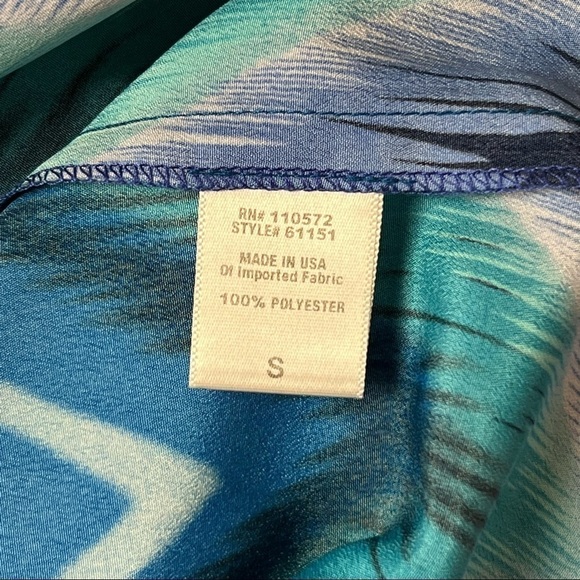 RN# 110572
STYLE# 61151
MADE IN USA
Of Imported Fabric
100% POLYESTER
S